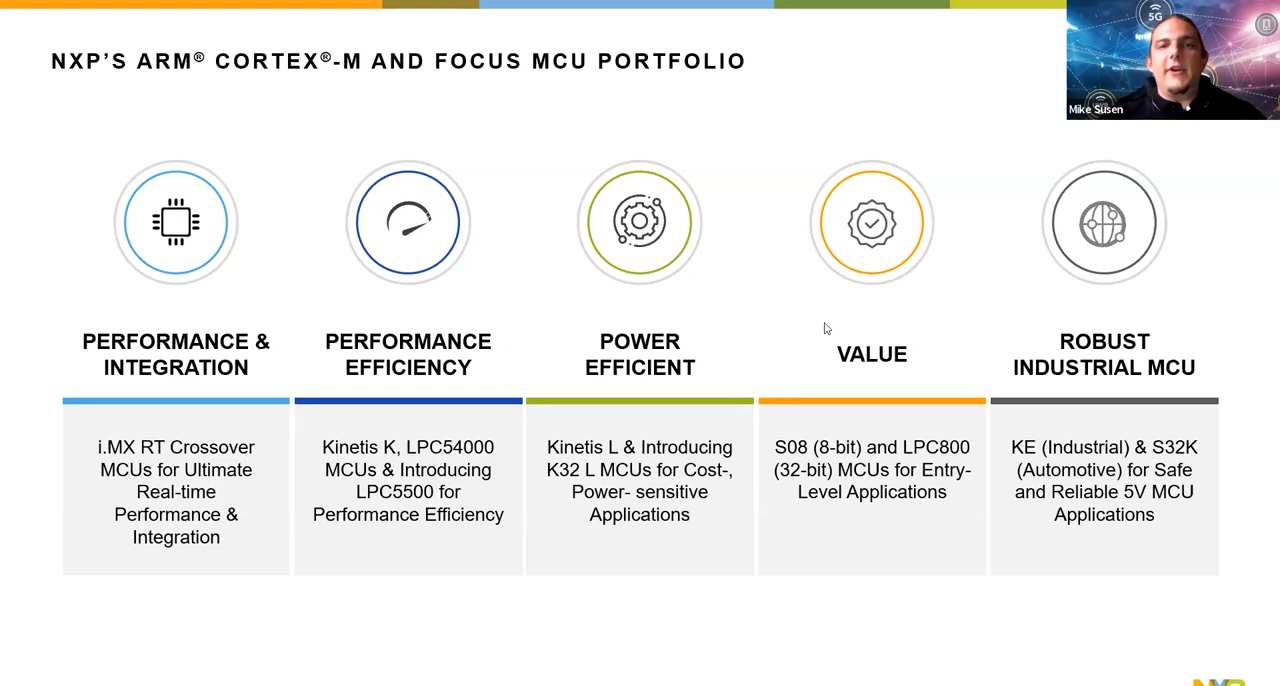 NXP'S ARM® CORTEX®-M AND FOCUS MCU PORTFOLIO
5G
Mike Susen
PERFORMANCE &
INTEGRATION
PERFORMANCE
EFFICIENCY
POWER
EFFICIENT
VALUE
ROBUST
INDUSTRIAL MCU
i.MX RT Crossover
MCUs for Ultimate
Real-time
Performance &
Integration
Kinetis K, LPC54000
MCUs & Introducing
LPC5500 for
Performance Efficiency
Kinetis L & Introducing
K32 L MCUs for Cost-,
Power- sensitive
Applications
S08 (8-bit) and LPC800
(32-bit) MCUs for Entry-
Level Applications
KE (Industrial) & S32K
(Automotive) for Safe
and Reliable 5V MCU
Applications
NXP